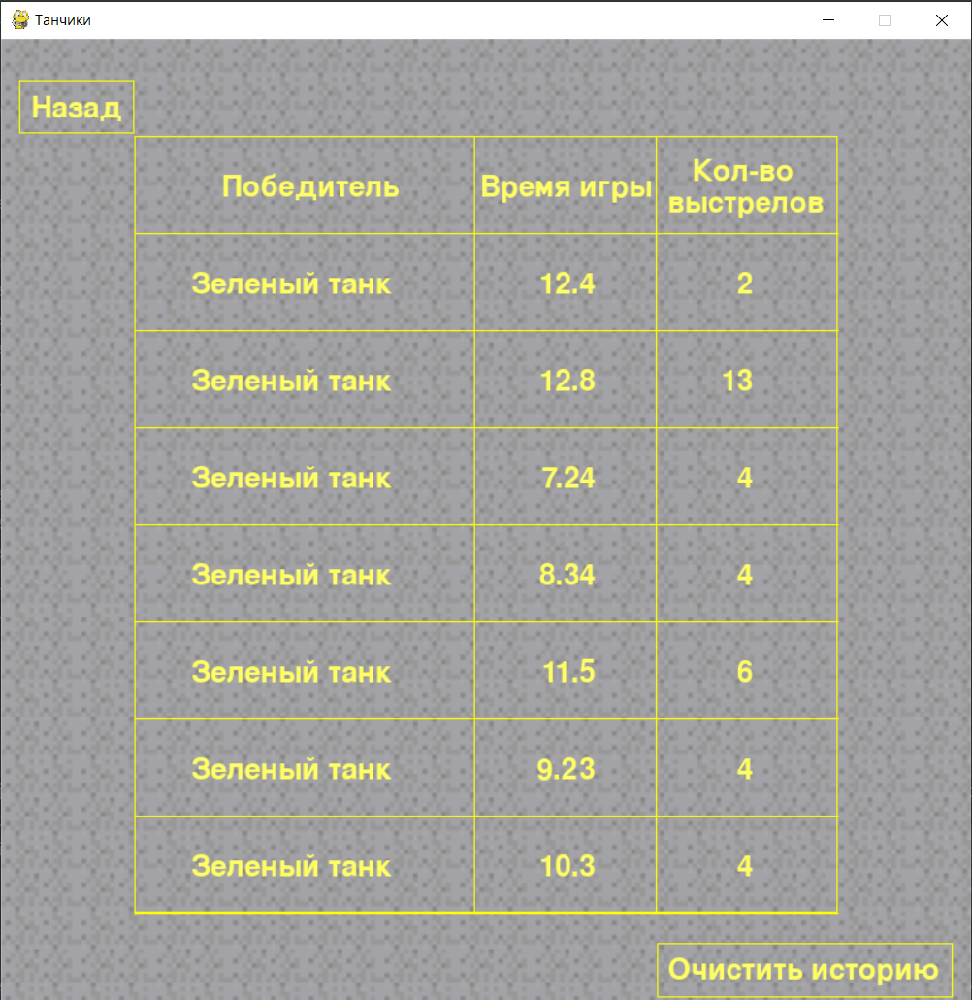 Танчики
Назад
Победитель Время игры Кол-во
выстрелов
Зеленый танк 12.4 2
Зеленый танк 12.8 13
Зеленый танк 7.24 4
Зеленый танк 8.34 4
Зеленый танк 11.5 6
Зеленый танк 9.23 4
Зеленый танк 10.3 4
Очистить историю